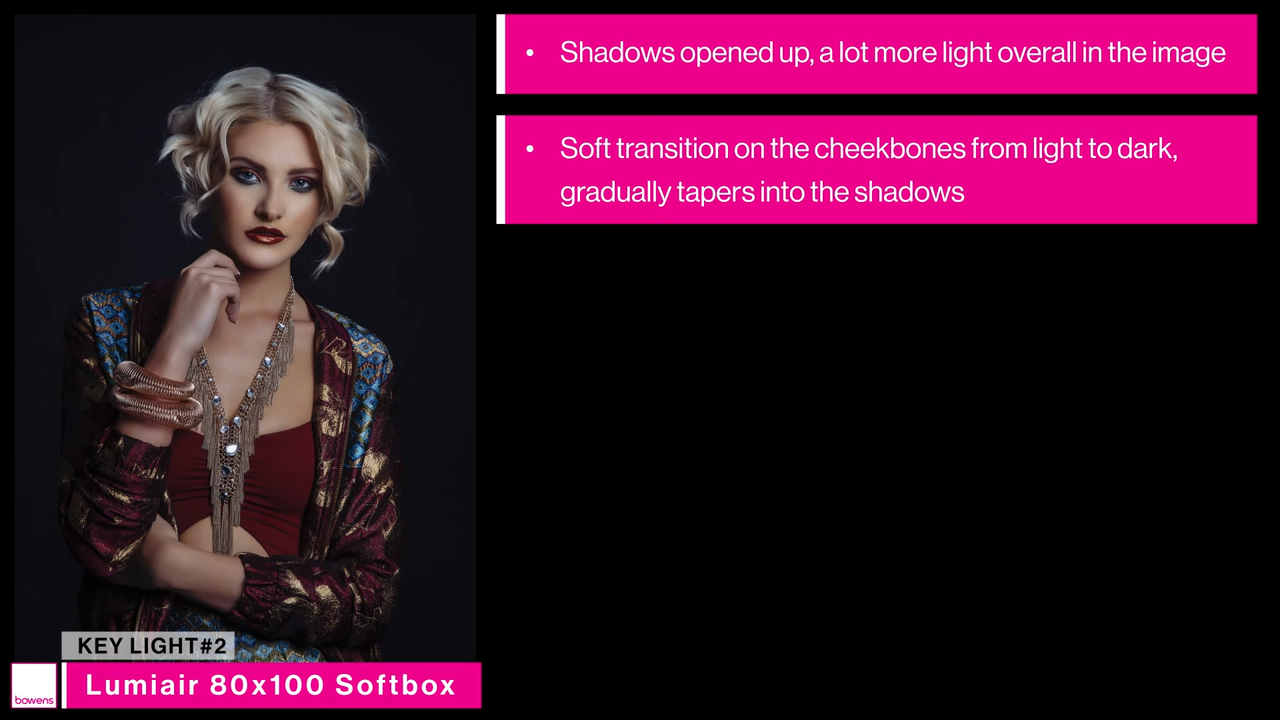 • Shadows opened up, a lot more light overall in the image
• Soft transition on the cheekbones from light to dark,
gradually tapers into the shadows
KEY LIGHT#2
bowens
Lumiair 80x100 Softbox